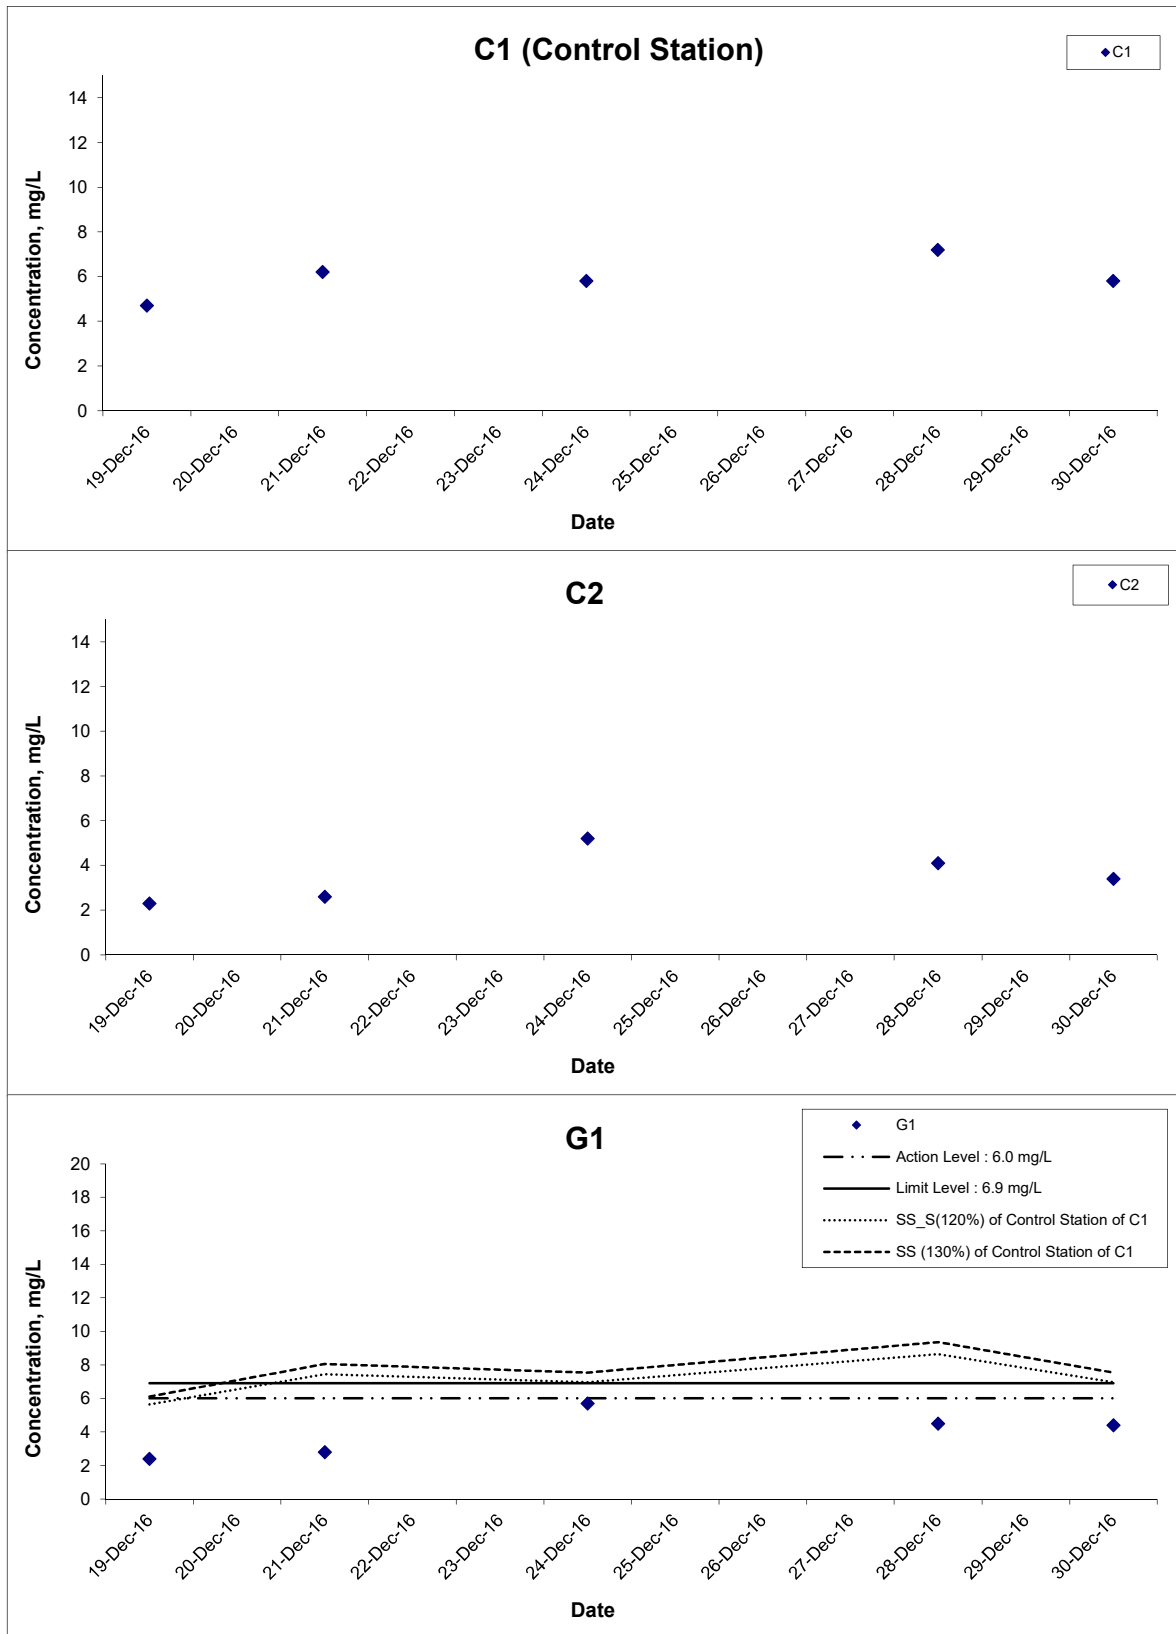 C1 (Control Station)
C1
14
12
10
8
6
4
2
0
Concentration, mg/L
19-Dec-16
20-Dec-16
21-Dec-16
22-Dec-16
23-Dec-16
24-Dec-16
25-Dec-16
26-Dec-16
27-Dec-16
28-Dec-16
29-Dec-16
30-Dec-16
Date
C2
C2
14
12
10
8
6
4
2
0
Concentration, mg/L
19-Dec-16
20-Dec-16
21-Dec-16
22-Dec-16
23-Dec-16
24-Dec-16
25-Dec-16
26-Dec-16
27-Dec-16
28-Dec-16
29-Dec-16
30-Dec-16
Date
G1
G1
Action Level : 6.0 mg/L
Limit Level : 6.9 mg/L
SS_S(120%) of Control Station of C1
SS (130%) of Control Station of C1
20
18
16
14
12
10
8
6
4
2
0
Concentration, mg/L
19-Dec-16
20-Dec-16
21-Dec-16
22-Dec-16
23-Dec-16
24-Dec-16
25-Dec-16
26-Dec-16
27-Dec-16
28-Dec-16
29-Dec-16
30-Dec-16
Date